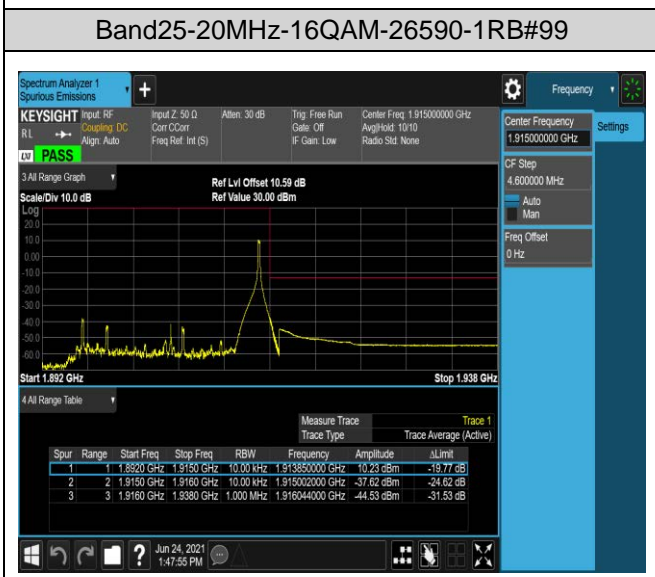 Band25-20MHz-16QAM-26590-1RB#99
Spectrum Analyzer 1
Spurious Emissions
Frequency
KEYSIGHT
RL
LXI
PASS
Input: RF
Coupling: DC
Align: Auto
Input Z: 50 Ω
Corr CCorr
Freq Ref: Int (S)
Atten: 30 dB
Trig: Free Run
Gate: Off
IF Gain: Low
Center Freq: 1.915000000 GHz
Avg|Hold: 10/10
Radio Std: None
Center Frequency
1.915000000 GHz
Settings
CF Step
4.600000 MHz
Auto
Man
Freq Offset
0 Hz
3 All Range Graph
Scale/Div 10.0 dB
Ref Lvl Offset 10.59 dB
Ref Value 30.00 dBm
Log
20.0
10.0
0.00
-10.0
-20.0
-30.0
-40.0
-50.0
-60.0
Start 1.892 GHz
Stop 1.938 GHz
4 All Range Table
Measure Trace Trace 1
Trace Type Trace Average (Active)
Spur Range Start Freq Stop Freq RBW Frequency Amplitude ΔLimit
1 1 1.8920 GHz 1.9150 GHz 10.00 kHz 1.913850000 GHz 10.23 dBm -19.77 dB
2 2 1.9150 GHz 1.9160 GHz 10.00 kHz 1.915002000 GHz -37.62 dBm -24.62 dB
3 3 1.9160 GHz 1.9380 GHz 1.000 MHz 1.916044000 GHz -44.53 dBm -31.53 dB
Jun 24, 2021
1:47:55 PM